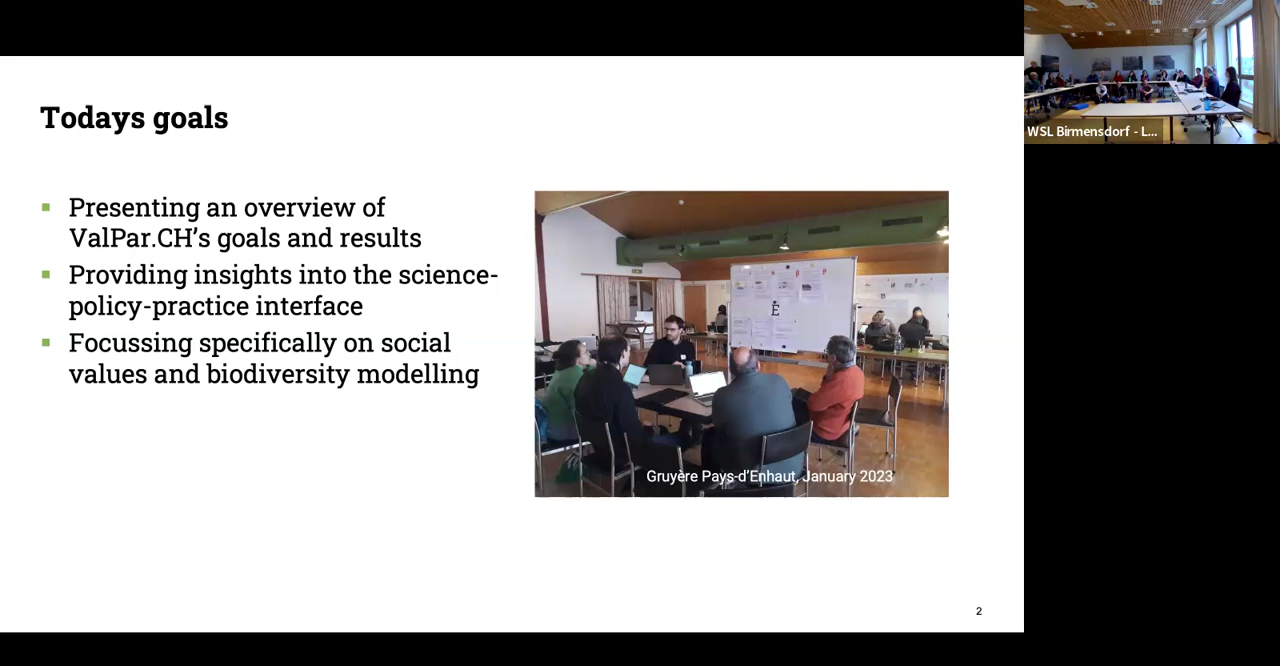 Todays goals
▪ Presenting an overview of
ValPar.CH’s goals and results
▪ Providing insights into the science-
policy-practice interface
▪ Focussing specifically on social
values and biodiversity modelling
É
Gruyère Pays-d’Enhaut, January 2023
2
WSL Birmensdorf - L...